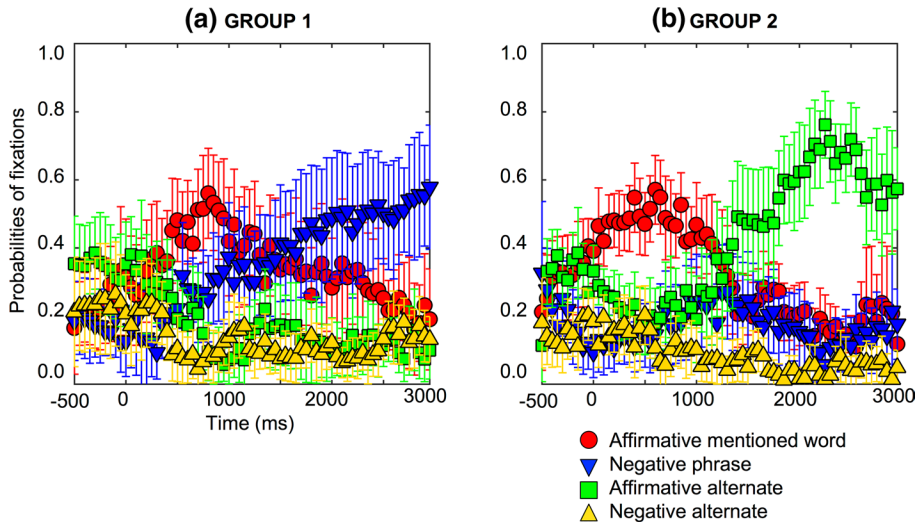 (a) GROUP 1
(b) GROUP 2
Probabilities of fixations
1.0
0.8
0.6
0.4
0.2
0.0
-500 0 1000 2000 3000
Time (ms)
1.0
0.8
0.6
0.4
0.2
0.0
-500 0 1000 2000 3000
Affirmative mentioned word
Negative phrase
Affirmative alternate
Negative alternate